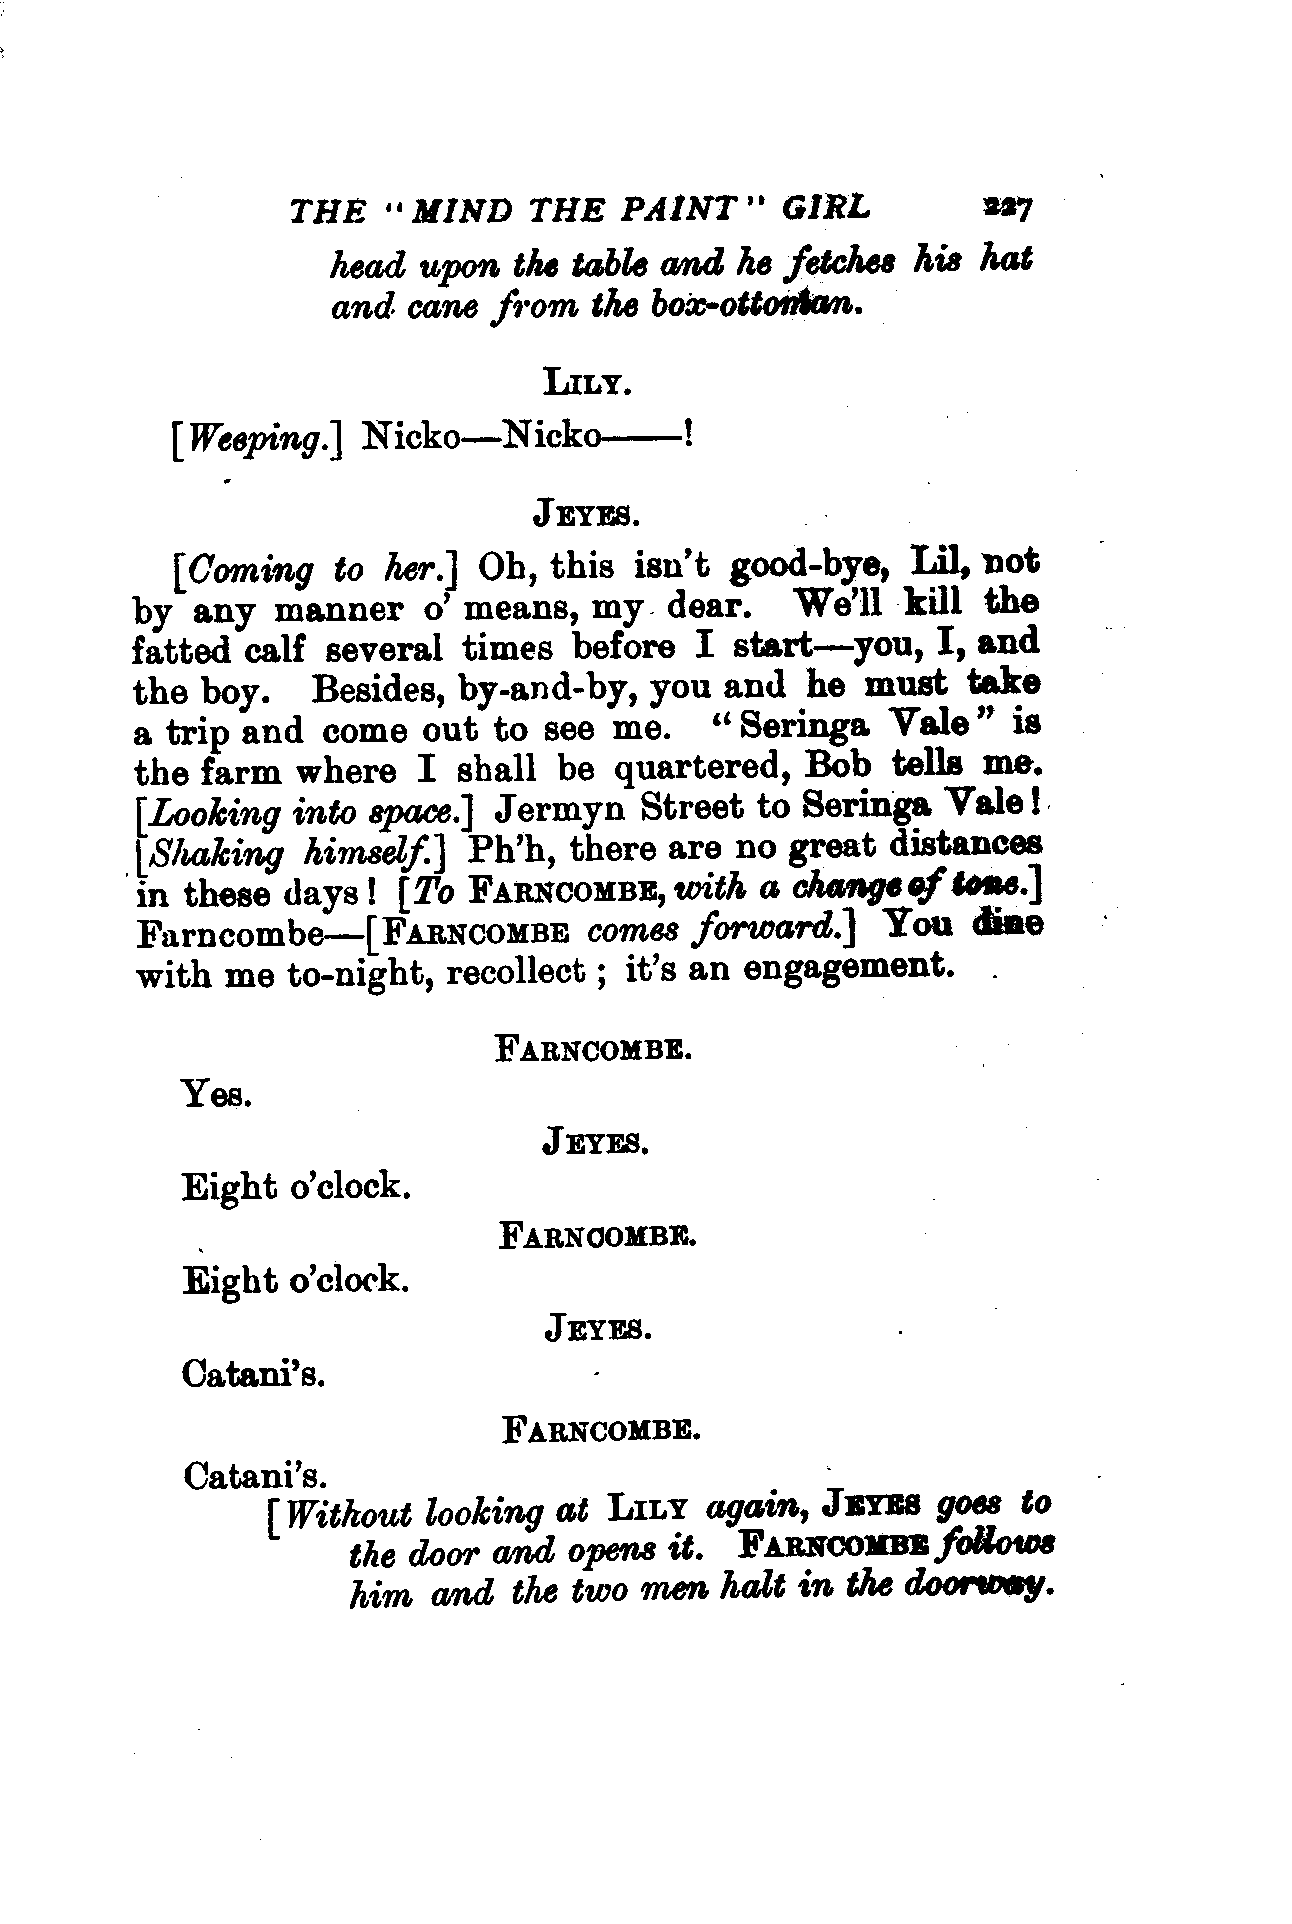 THE "MIND THE PAINT" GIRL 227
head upon the table and he fetches his hat
and cane from the box-ottoman.
LILY.
[Weeping.] Nicko—Nicko——!
JEYES.
[Coming to her.] Oh, this isn't good-bye, Lil, not
by any manner o' means, my dear. We'll kill the
fatted calf several times before I start—you, I, and
the boy. Besides, by-and-by, you and he must take
a trip and come out to see me. "Seringa Vale" is
the farm where I shall be quartered, Bob tells me.
[Looking into space.] Jermyn Street to Seringa Vale!
[Shaking himself.] Ph'h, there are no great distances
in these days! [To FARNCOMBE, with a change of tone.]
Farncombe—[FARNCOMBE comes forward.] You dine
with me to-night, recollect; it's an engagement.
FARNCOMBE.
Yes.
JEYES.
Eight o'clock.
FARNCOMBE.
Eight o'clock.
JEYES.
Catani's.
FARNCOMBE.
Catani's.
[Without looking at LILY again, JEYES goes to
the door and opens it. FARNCOMBE follows
him and the two men halt in the doorway.